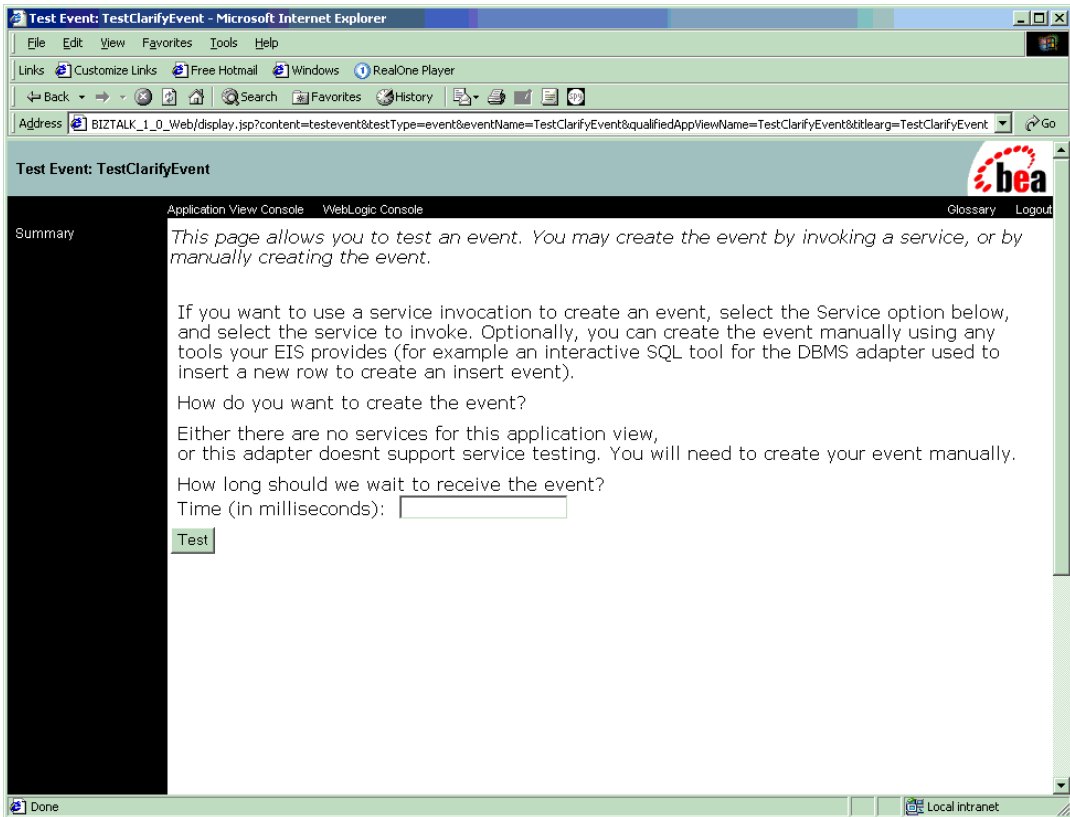 Test Event: TestClarifyEvent - Microsoft Internet Explorer
File Edit View Favorites Tools Help
Links Customize Links Free Hotmail Windows RealOne Player
Back Search Favorites History
Address BIZTALK_1_0_Web/display.jsp?content=testevent&testType=event&eventName=TestClarifyEvent&qualifiedAppViewName=TestClarifyEvent&titlearg=TestClarifyEvent Go
Test Event: TestClarifyEvent
bea
Application View Console WebLogic Console Glossary Logout
Summary
This page allows you to test an event. You may create the event by invoking a service, or by
manually creating the event.
If you want to use a service invocation to create an event, select the Service option below,
and select the service to invoke. Optionally, you can create the event manually using any
tools your EIS provides (for example an interactive SQL tool for the DBMS adapter used to
insert a new row to create an insert event).
How do you want to create the event?
Either there are no services for this application view,
or this adapter doesnt support service testing. You will need to create your event manually.
How long should we wait to receive the event?
Time (in milliseconds):
Test
Done Local intranet